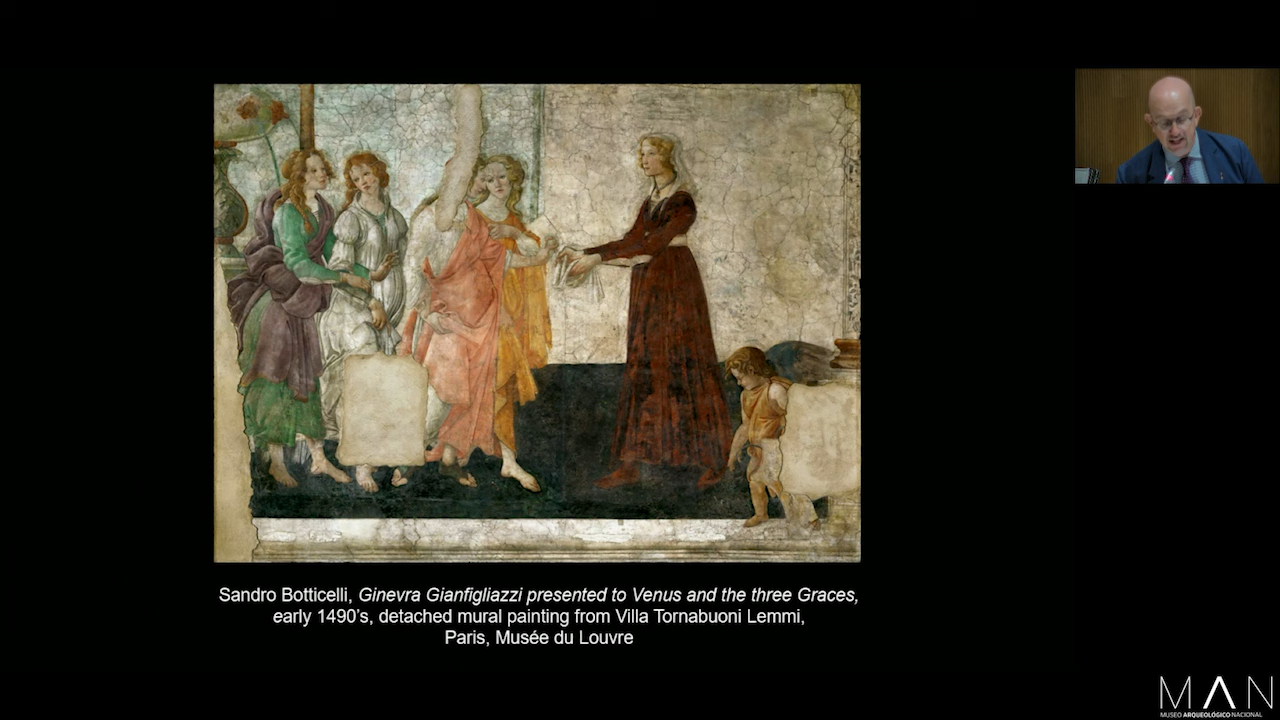 Sandro Botticelli, Ginevra Gianfigliazzi presented to Venus and the three Graces,
early 1490's, detached mural painting from Villa Tornabuoni Lemmi,
Paris, Musée du Louvre
MAN
MUSEO ARQUEOLÓGICO NACIONAL